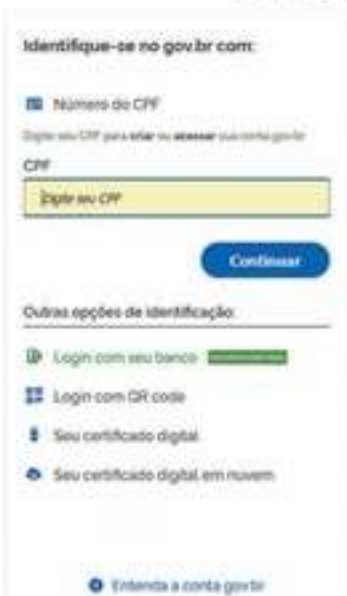 Identifique-se no gov.br com:
Número do CPF
Digite seu CPF para criar ou acessar sua conta gov.br
CPF
Digite seu CPF
Continuar
Outras opções de identificação:
Login com seu banco
Login com QR code
Seu certificado digital
Seu certificado digital em nuvem
Entenda a conta gov.br